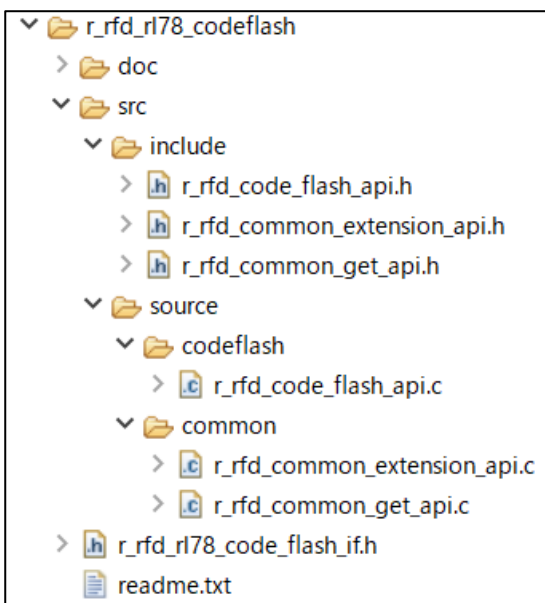 r_rfd_rl78_codeflash
doc
src
include
r_rfd_code_flash_api.h
r_rfd_common_extension_api.h
r_rfd_common_get_api.h
source
codeflash
r_rfd_code_flash_api.c
common
r_rfd_common_extension_api.c
r_rfd_common_get_api.c
r_rfd_rl78_code_flash_if.h
readme.txt